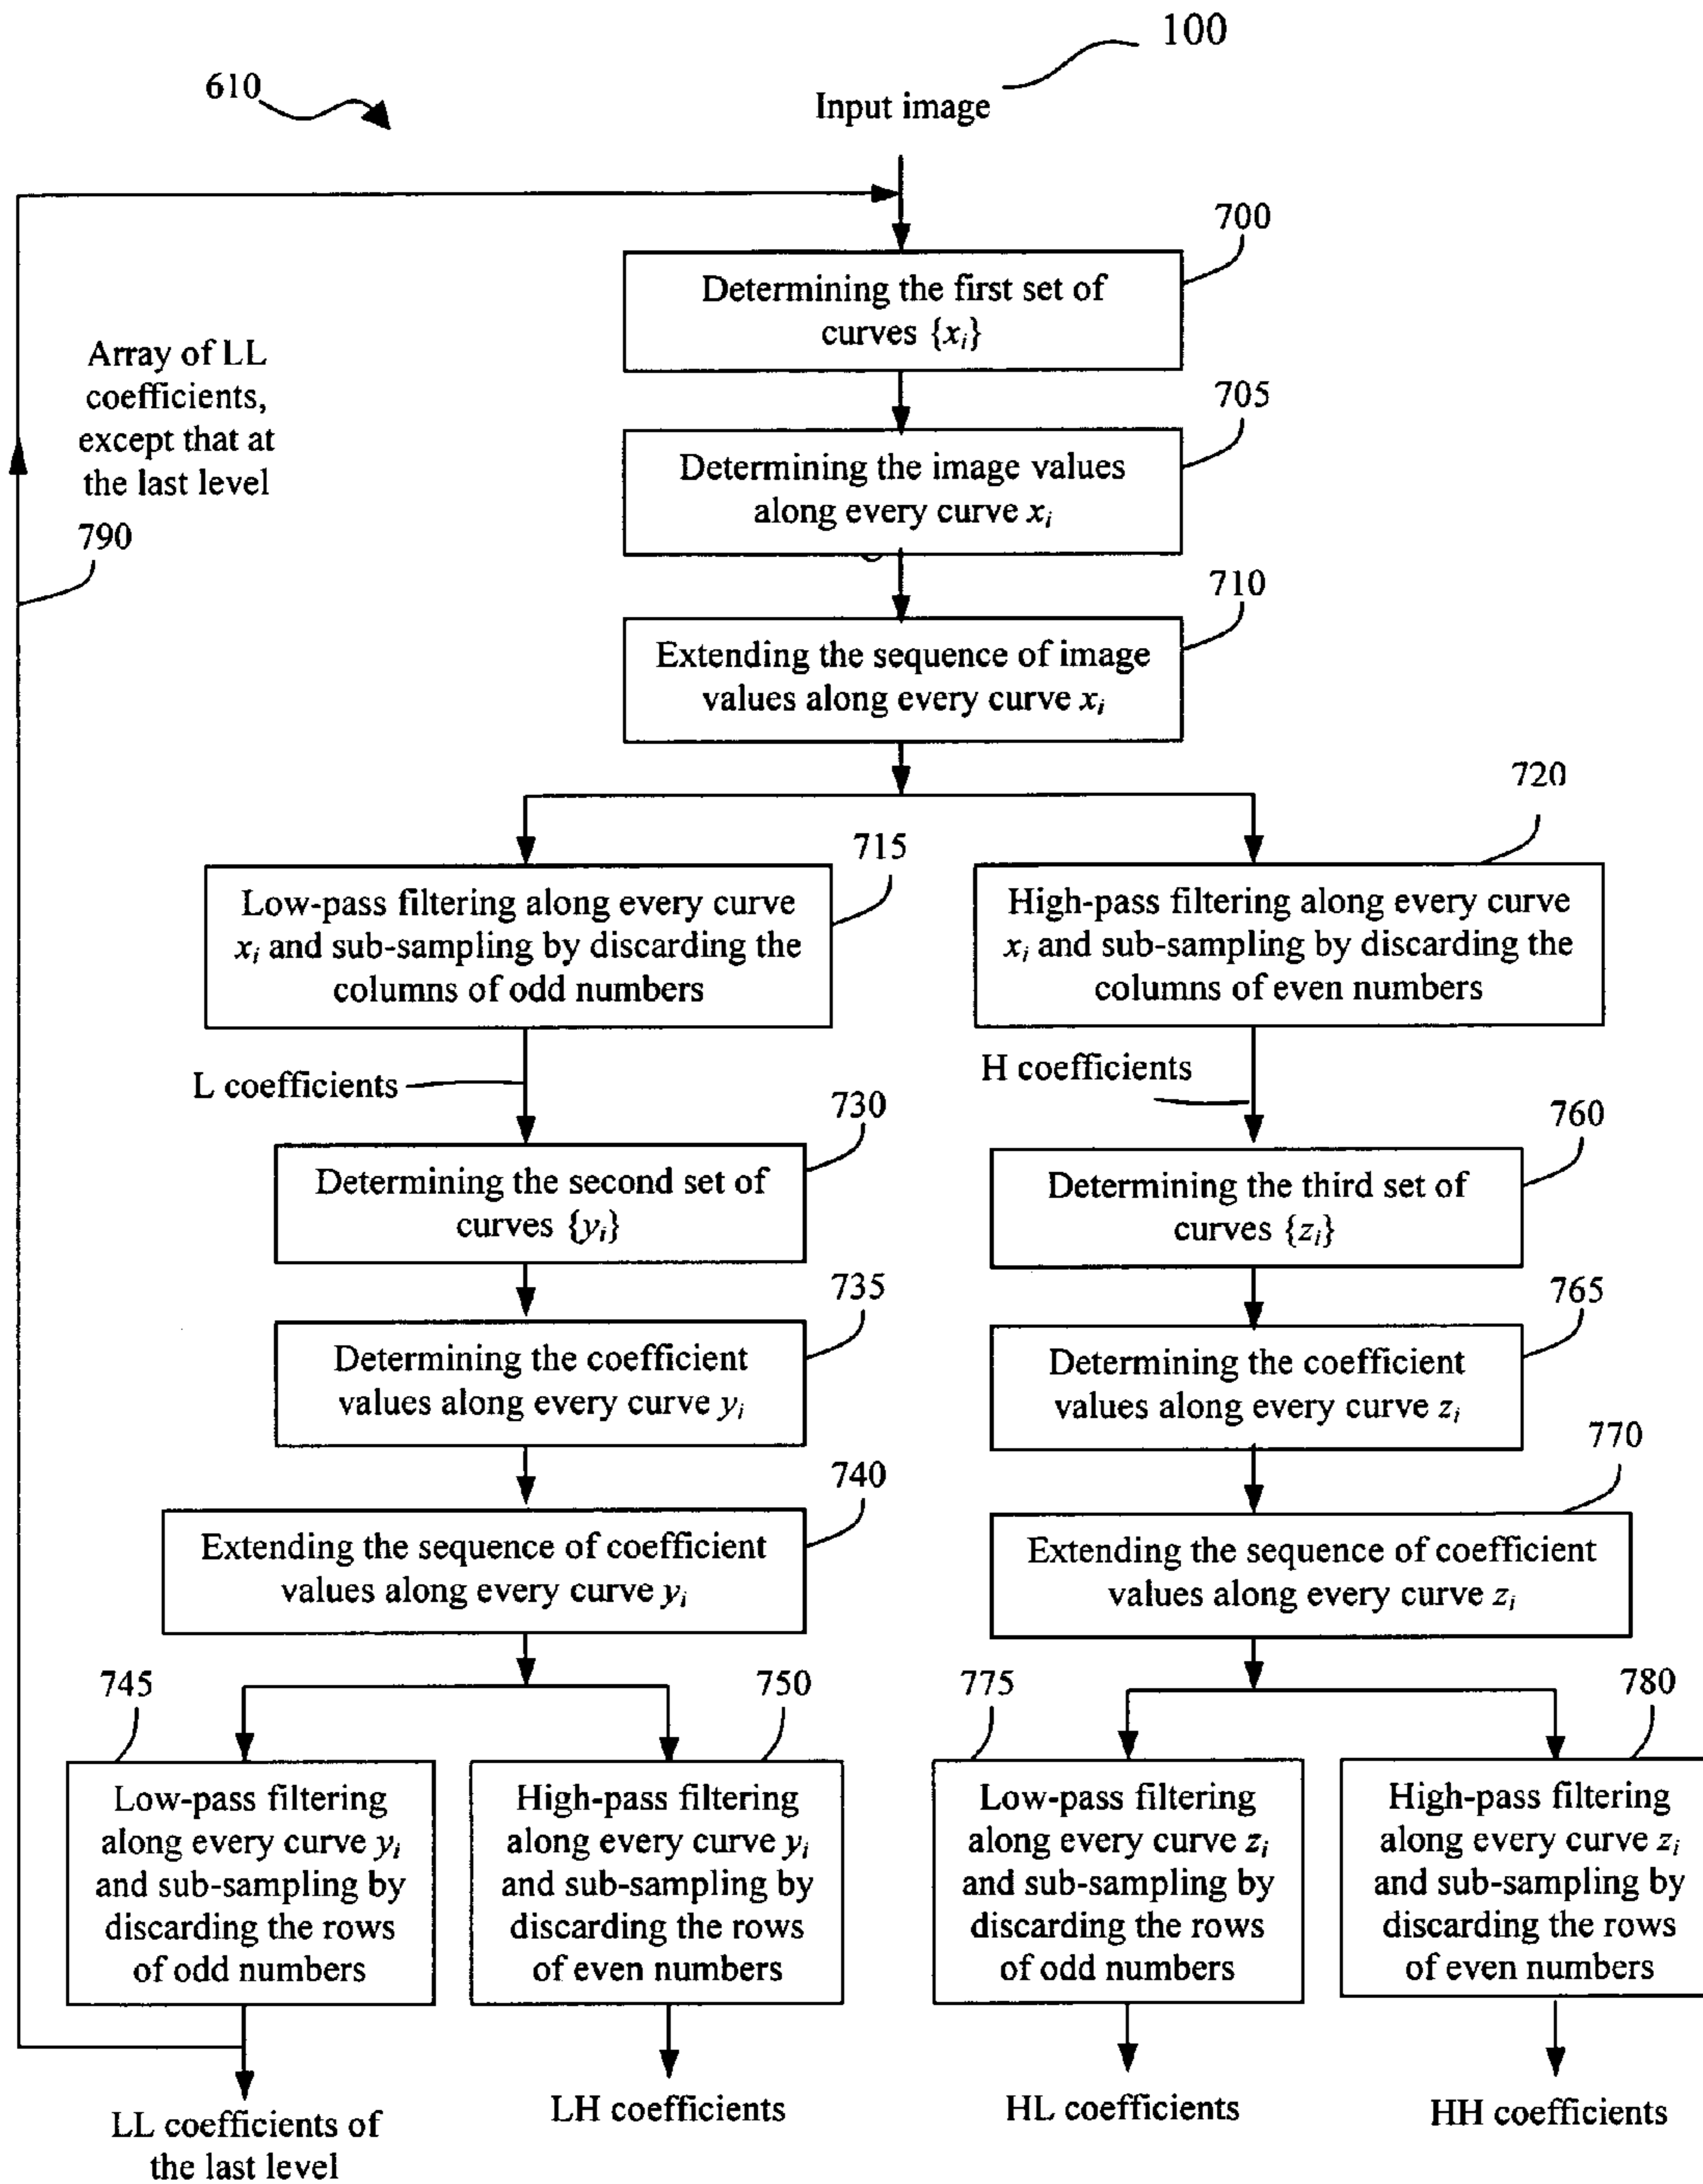 100
610
Input image
700
Determining the first set of
curves {xᵢ}
Array of LL
coefficients,
except that at
the last level
790
705
Determining the image values
along every curve xᵢ
710
Extending the sequence of image
values along every curve xᵢ
715
Low-pass filtering along every curve
xᵢ and sub-sampling by discarding the
columns of odd numbers
720
High-pass filtering along every curve
xᵢ and sub-sampling by discarding the
columns of even numbers
L coefficients
H coefficients
730
Determining the second set of
curves {yᵢ}
760
Determining the third set of
curves {zᵢ}
735
Determining the coefficient
values along every curve yᵢ
765
Determining the coefficient
values along every curve zᵢ
740
Extending the sequence of coefficient
values along every curve yᵢ
770
Extending the sequence of coefficient
values along every curve zᵢ
745
Low-pass filtering
along every curve yᵢ
and sub-sampling by
discarding the rows
of odd numbers
750
High-pass filtering
along every curve yᵢ
and sub-sampling by
discarding the rows
of even numbers
775
Low-pass filtering
along every curve zᵢ
and sub-sampling by
discarding the rows
of odd numbers
780
High-pass filtering
along every curve zᵢ
and sub-sampling by
discarding the rows
of even numbers
LL coefficients of
the last level
LH coefficients
HL coefficients
HH coefficients